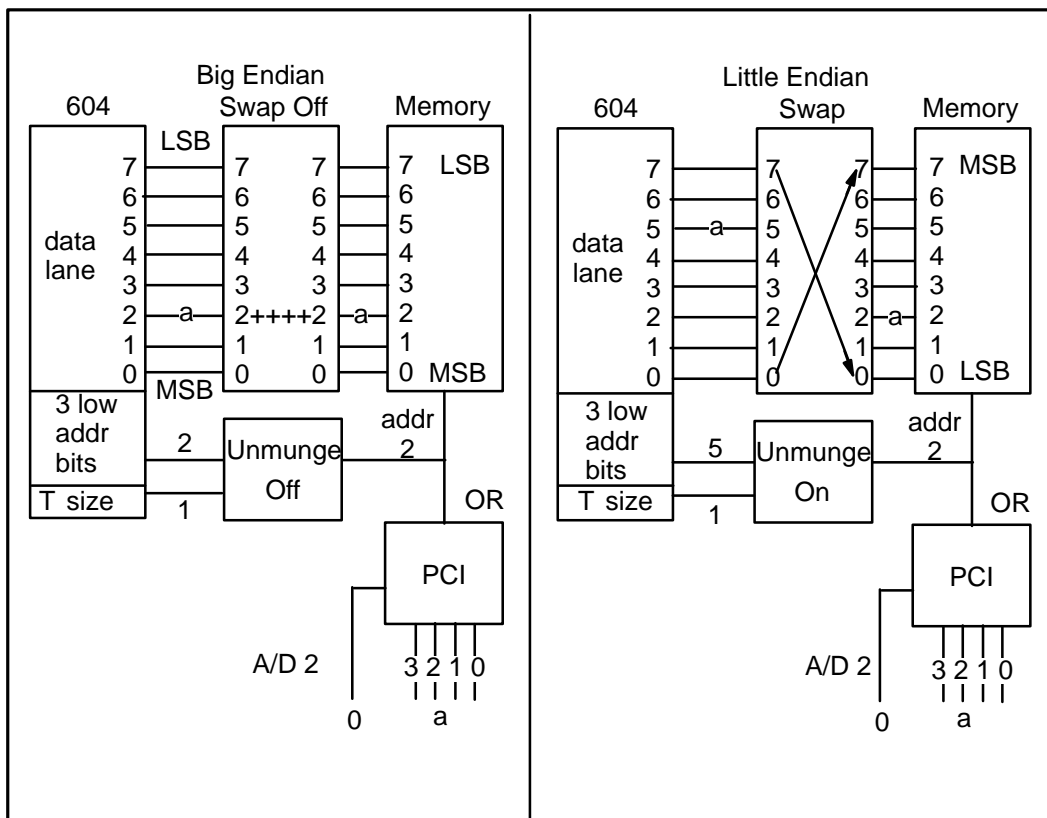 Big Endian
604 Swap Off Memory
LSB
7 7 7 7 LSB
6 6 6 6
5 5 5 5
data
4 4 4 4
lane
3 3 3 3
2 a 2++++2 a 2
1 1 1 1
0 0 0 0
MSB MSB
3 low
addr
bits
2
addr
2
Unmunge
Off
T size
1
OR
PCI
A/D 2
3 2 1 0
0
a
Little Endian
604 Swap Memory
7 7 7 7 MSB
6 6 6 6
5 a 5 5 5
data
4 4 4 4
lane
3 3 3 3
2 2 2 a 2
1 1 1 1
0 0 0 0
LSB
3 low
addr
bits
5
addr
2
Unmunge
On
T size
1
OR
PCI
A/D 2
3 2 1 0
0
a